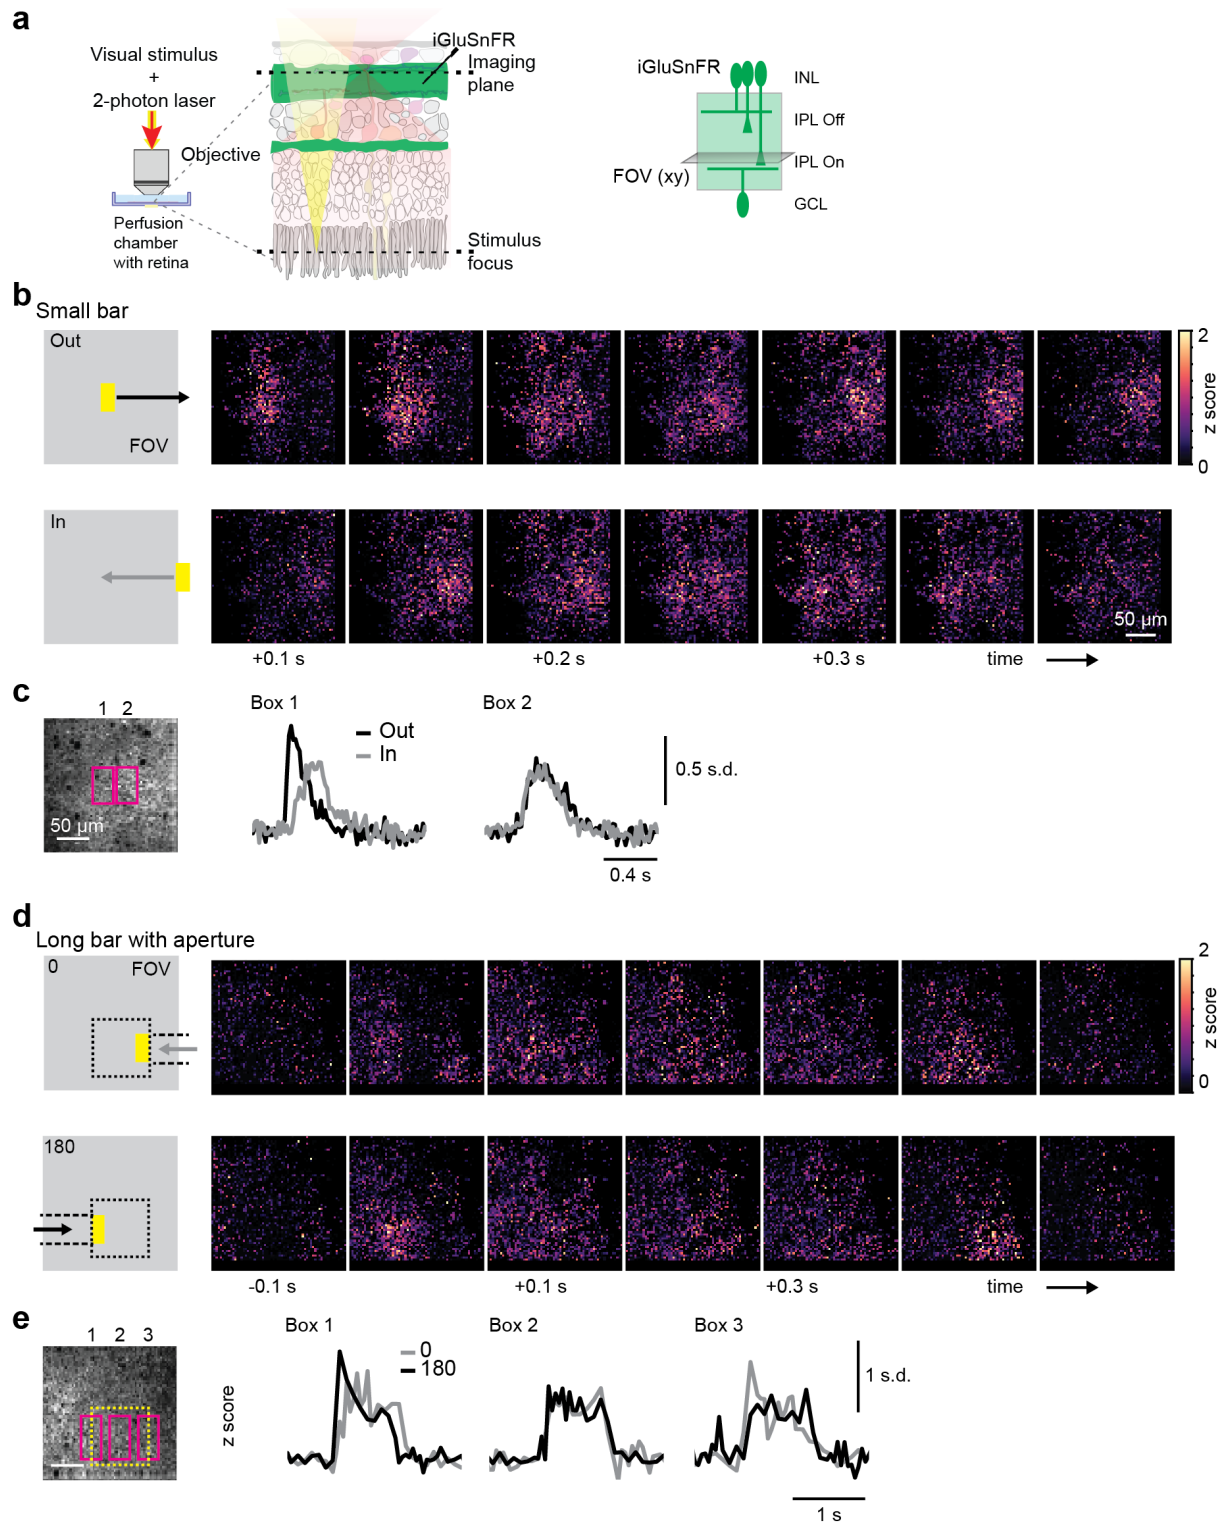 a
Visual stimulus
+
2-photon laser
Objective
Perfusion
chamber
with retina
iGluSnFR
Imaging
plane
Stimulus
focus
iGluSnFR
INL
IPL Off
IPL On
FOV (xy)
GCL
b
Small bar
Out
FOV
2
z score
0
In
50 µm
+0.1 s
+0.2 s
+0.3 s
time
c
1 2
50 µm
Box 1
Out
In
Box 2
0.5 s.d.
0.4 s
d
Long bar with aperture
0
FOV
2
z score
0
180
-0.1 s
+0.1 s
+0.3 s
time
e
1 2 3
z score
Box 1
0
180
Box 2
Box 3
1 s.d.
1 s